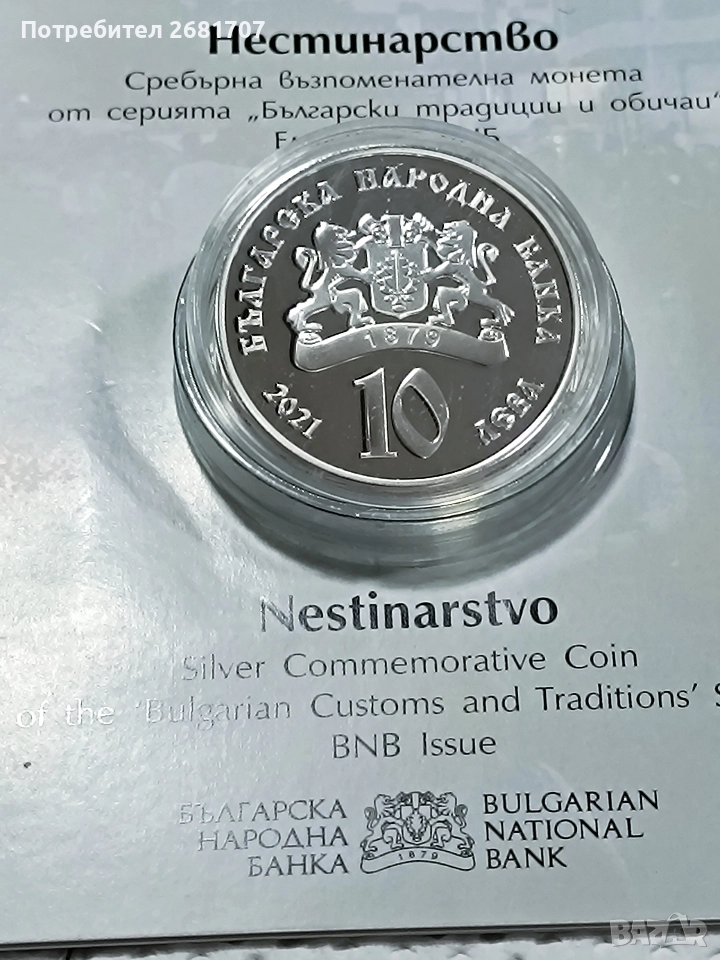 Потребител 2681707
Нестинарство
Сребърна възпоменателна монета
от серията „Български традиции и обичаи“
БЪЛГАРСКА НАРОДНА БАНКА
1879
2021
10
ЛЕВА
Nestinarstvo
Silver Commemorative Coin
of the 'Bulgarian Customs and Traditions' S
BNB Issue
БЪЛГАРСКА
НАРОДНА
БАНКА
1879
BULGARIAN
NATIONAL
BANK
BAZAR